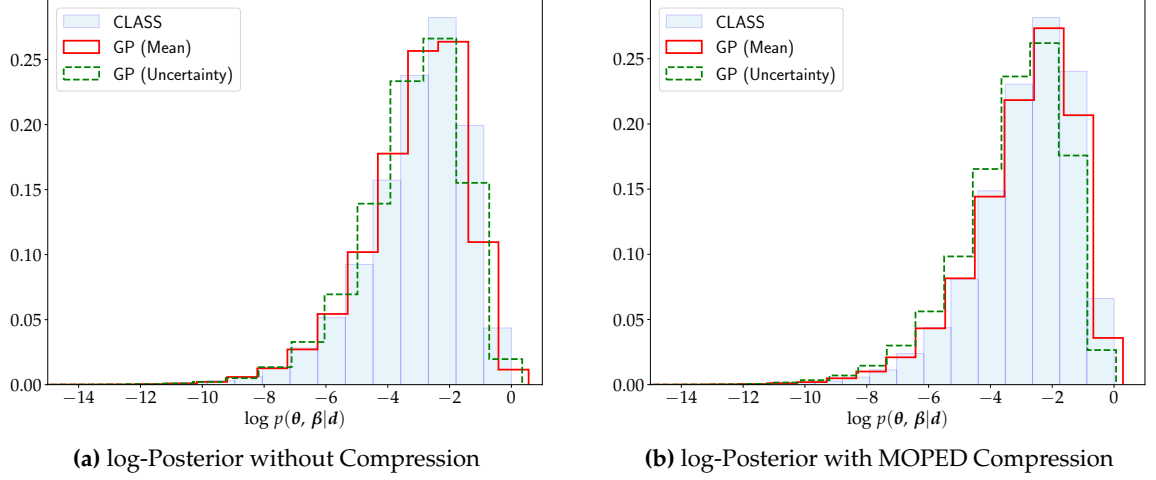 CLASS
GP (Mean)
GP (Uncertainty)
0.25
0.20
0.15
0.10
0.05
0.00
−14 −12 −10 −8 −6 −4 −2 0
log p(θ, β|d)
(a) log-Posterior without Compression
CLASS
GP (Mean)
GP (Uncertainty)
0.25
0.20
0.15
0.10
0.05
0.00
−14 −12 −10 −8 −6 −4 −2 0
log p(θ, β|d)
(b) log-Posterior with MOPED Compression